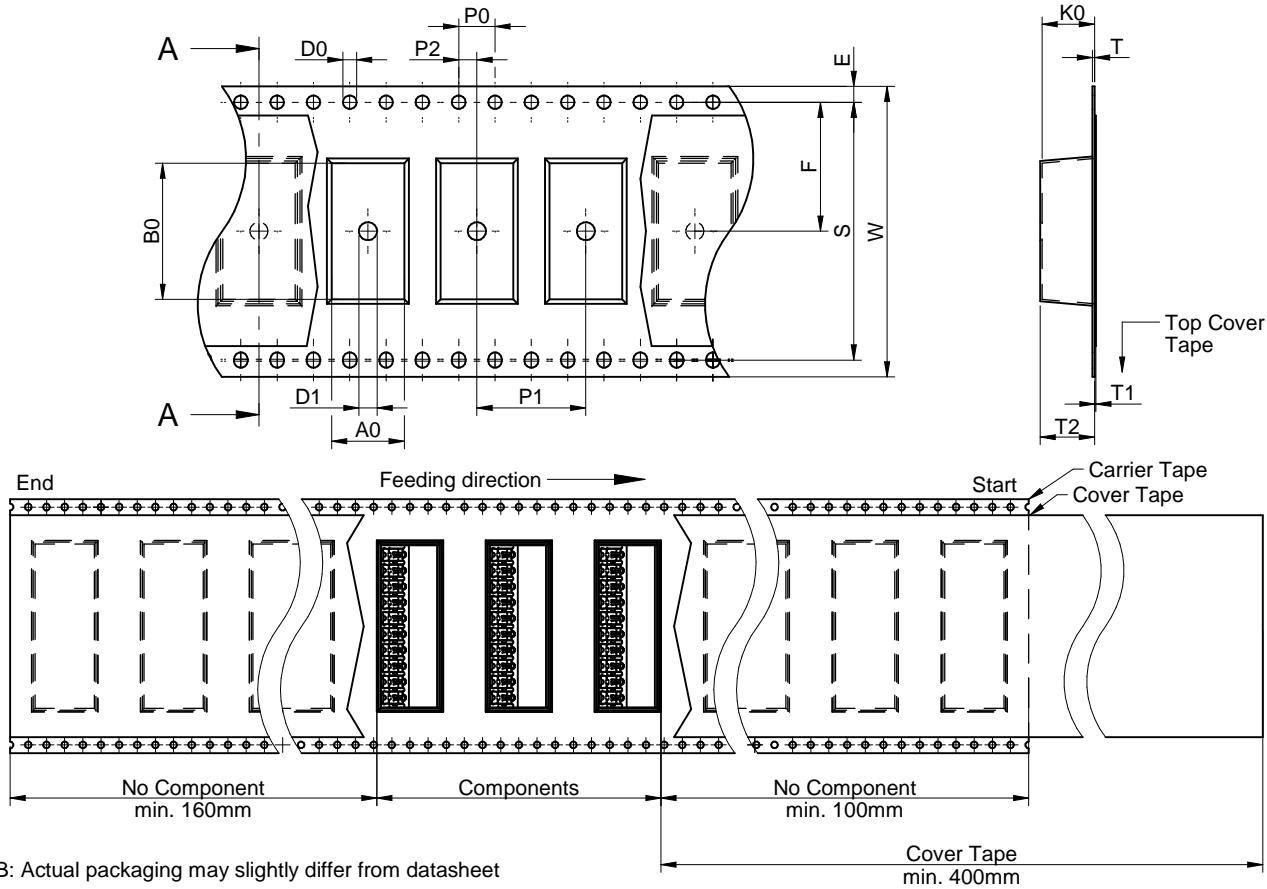 P0
K0
A
D0
P2
E
T
F
B0
S
W
Top Cover
Tape
D1
P1
T1
A
A0
T2
End
Feeding direction
Start
Carrier Tape
Cover Tape
No Component
min. 160mm
Components
No Component
min. 100mm
Cover Tape
min. 400mm
B: Actual packaging may slightly differ from datasheet